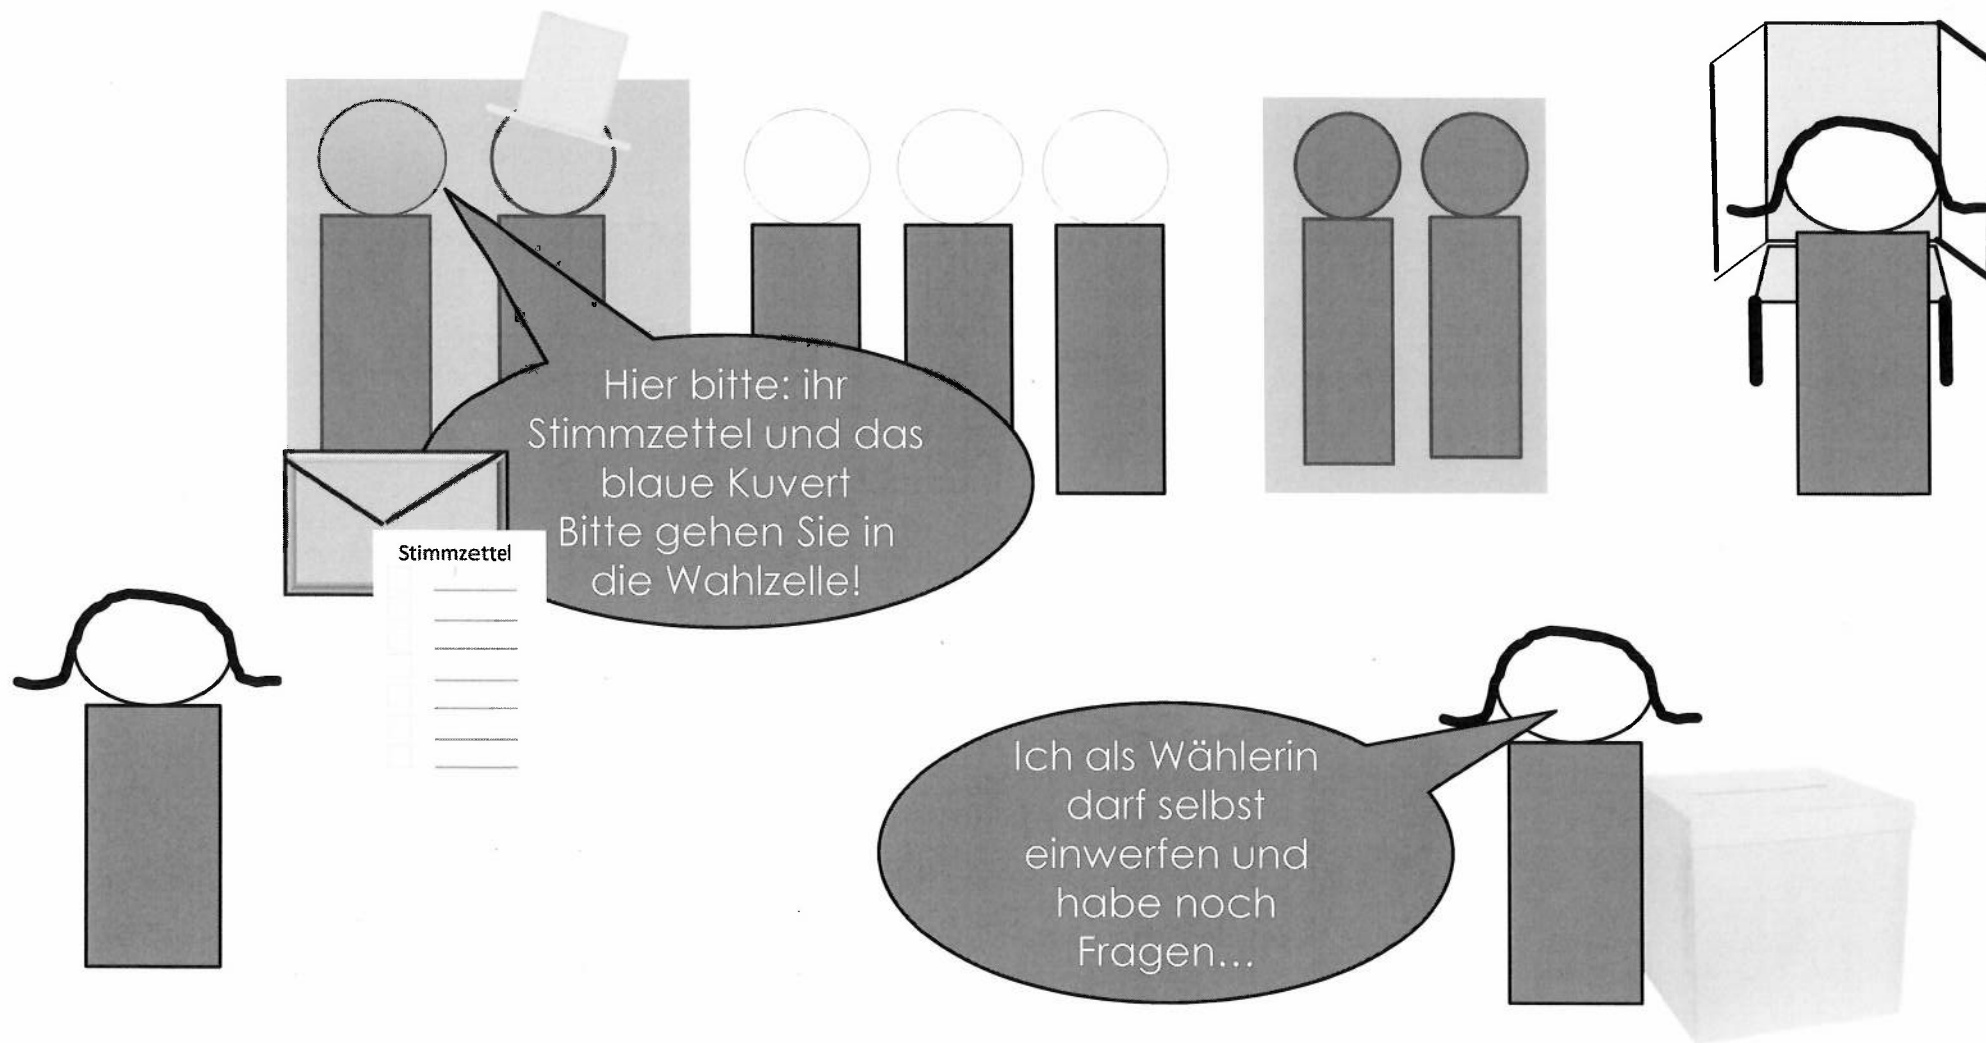 Hier bitte: ihr
Stimmzettel und das
blaue Kuvert
Bitte gehen Sie in
die Wahlzelle!
Stimmzettel
Ich als Wählerin
darf selbst
einwerfen und
habe noch
Fragen...